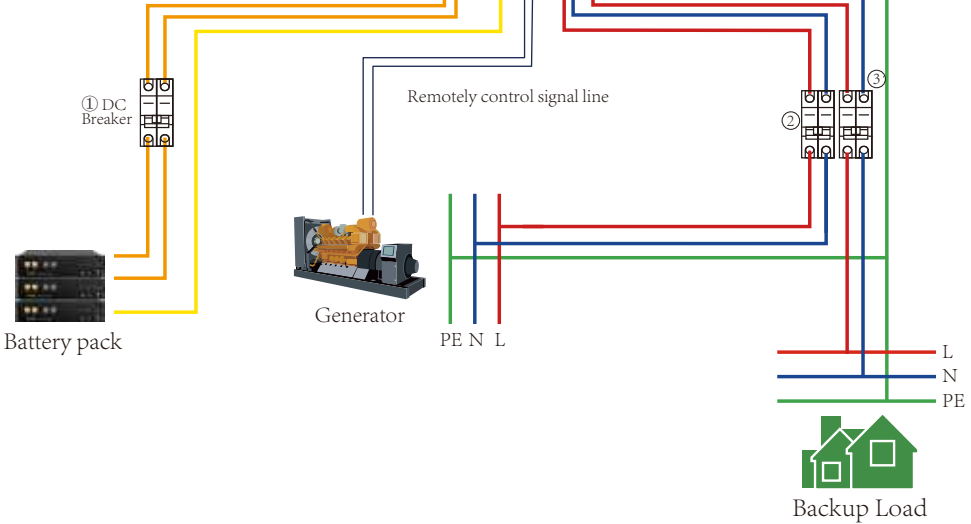 ① DC
Breaker
Remotely control signal line
②
③
Generator
Battery pack
PE N L
L
N
PE
Backup Load